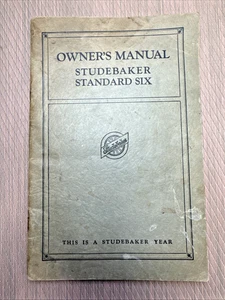 OWNER'S MANUAL
STUDEBAKER
STANDARD SIX
THIS IS A STUDEBAKER YEAR